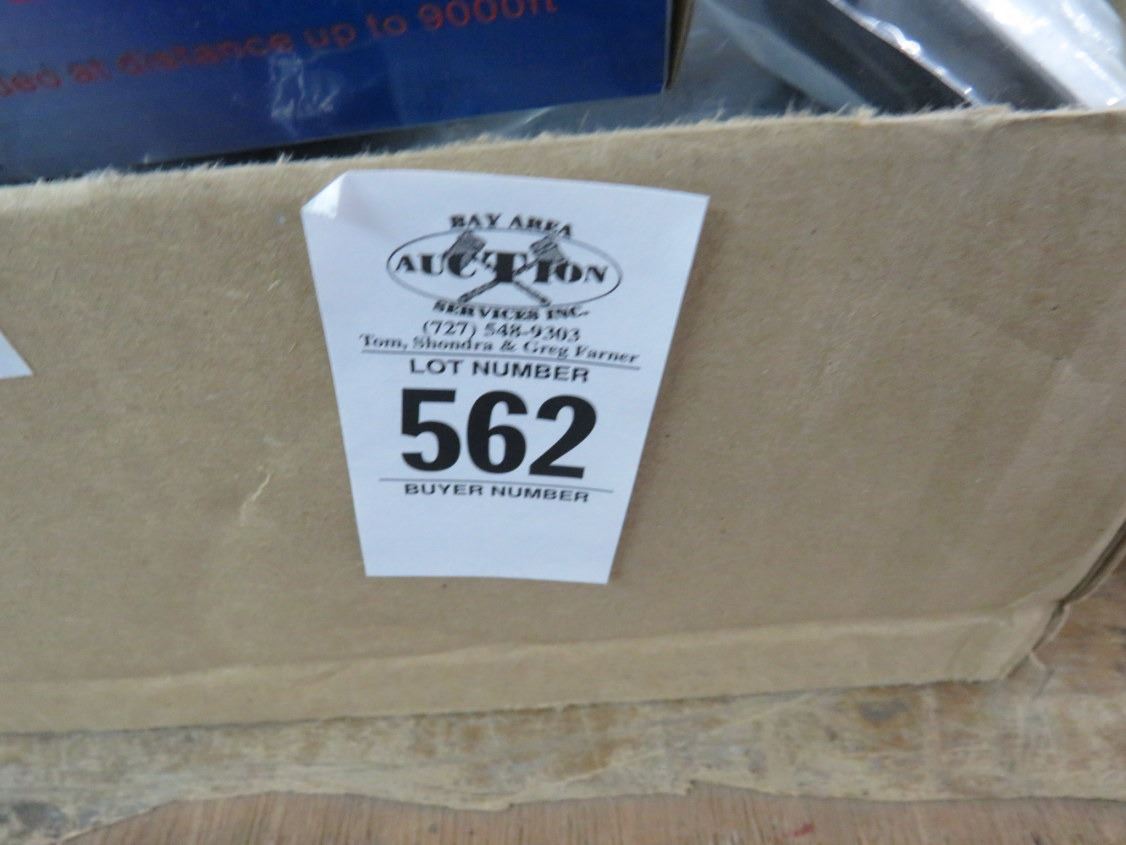 at distance up to 9000ft
BAY AREA
AUCTION
SERVICES INC.
(727) 548-9303
Tom, Shondra & Greg Farner
LOT NUMBER
562
BUYER NUMBER